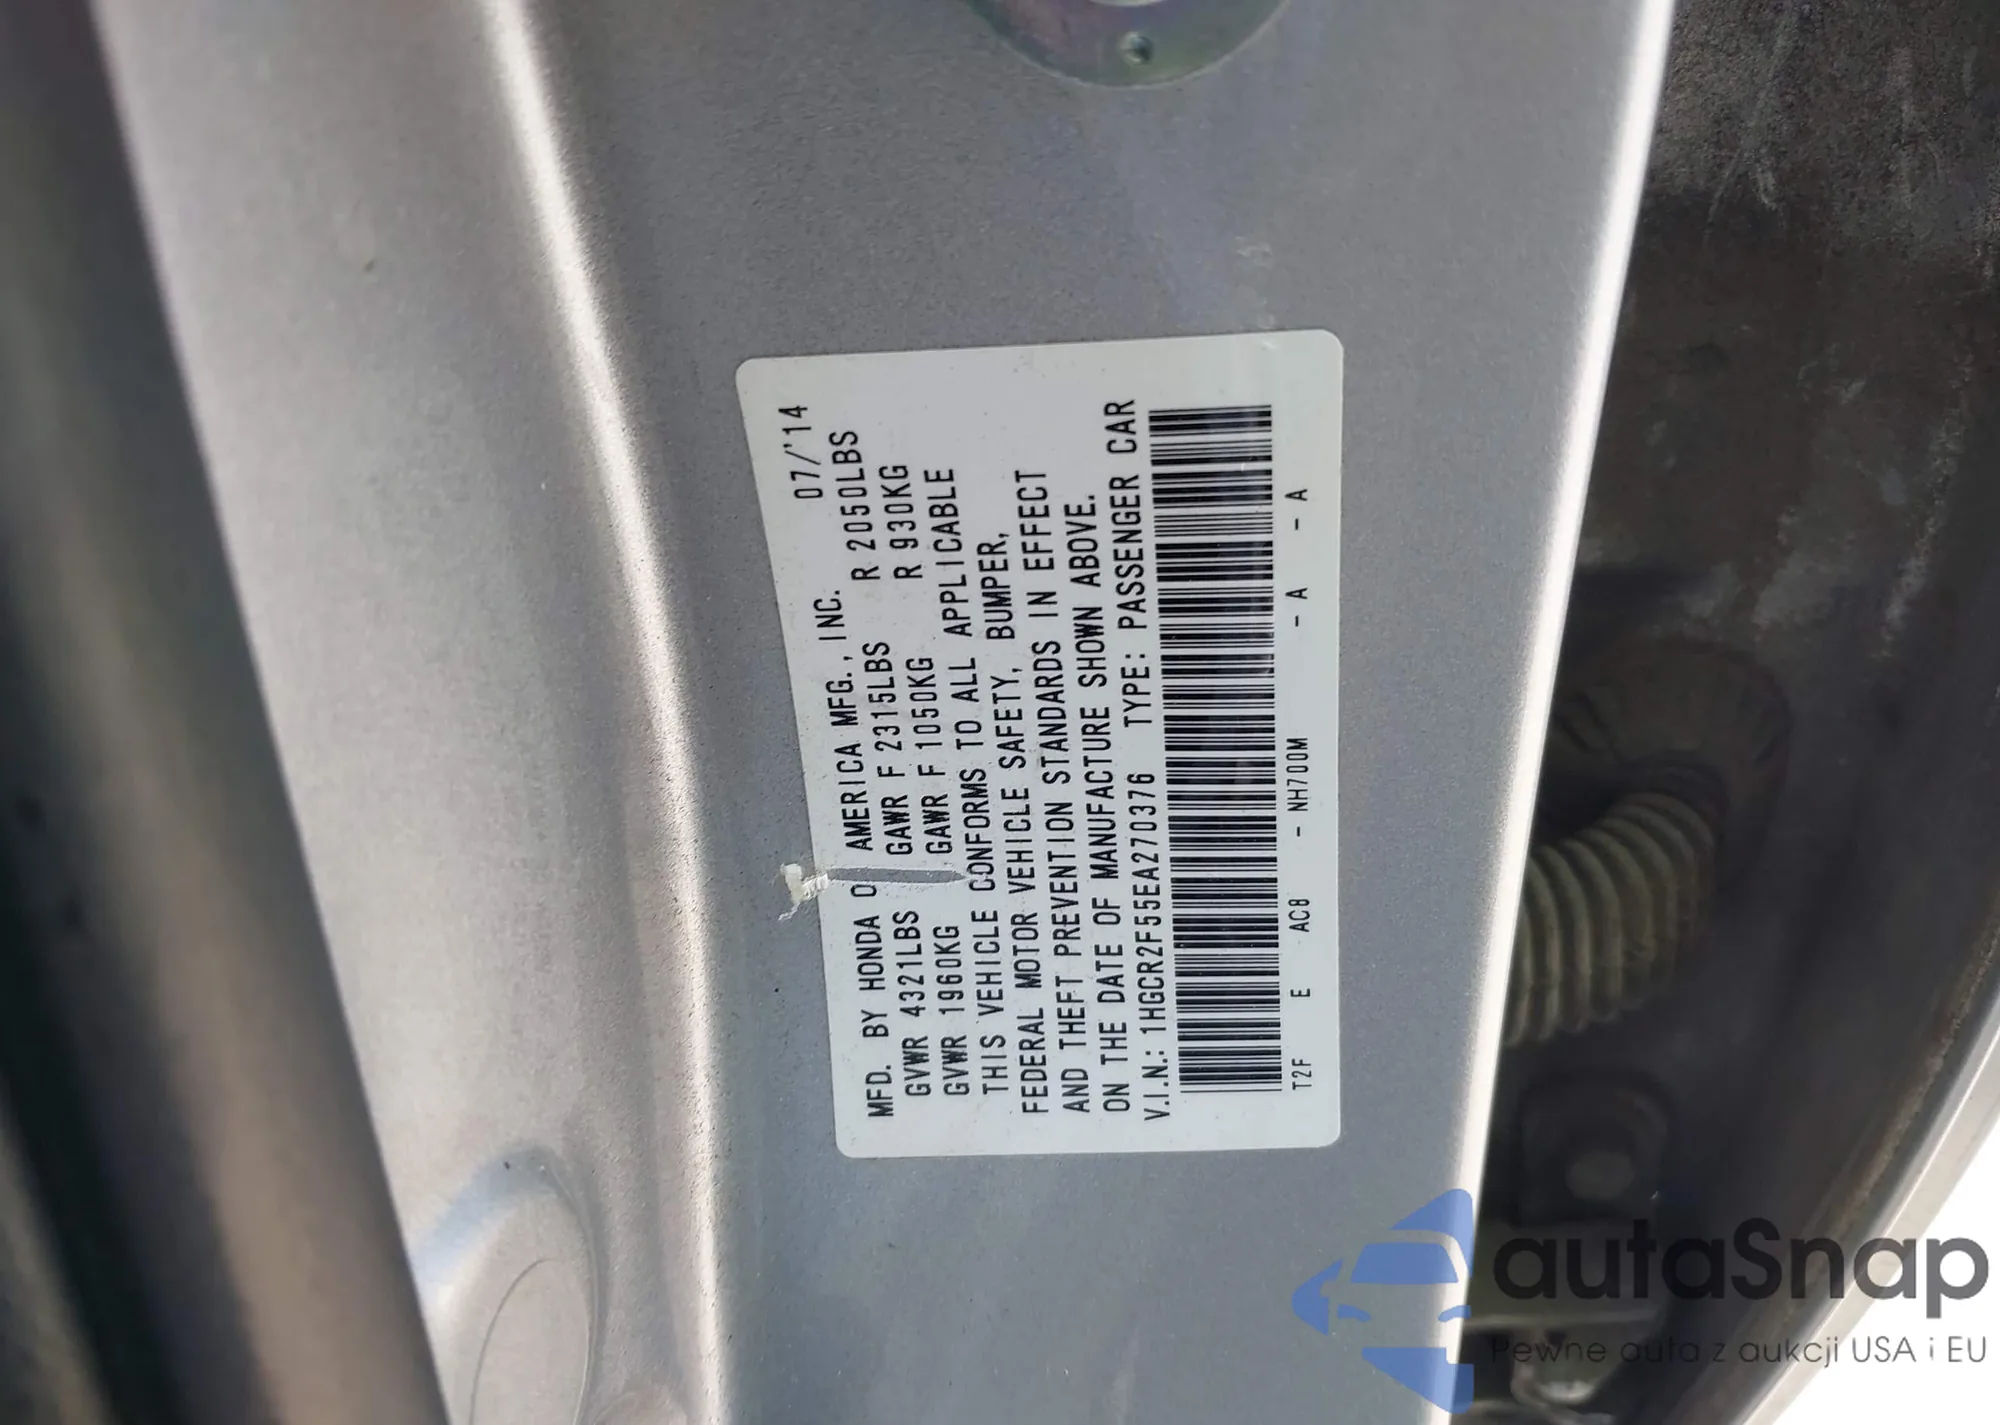 07/'14
MFD. BY HONDA O AMERICA MFG., INC.
GVWR 4321LBS GAWR F 2315LBS R 2050LBS
GVWR 1960KG GAWR F 1050KG R 930KG
THIS VEHICLE CONFORMS TO ALL APPLICABLE
FEDERAL MOTOR VEHICLE SAFETY, BUMPER,
AND THEFT PREVENTION STANDARDS IN EFFECT
ON THE DATE OF MANUFACTURE SHOWN ABOVE.
V.I.N.: 1HGCR2F55EA270376 TYPE: PASSENGER CAR
T2F E AC8 - NH700M - A - A
autaSnap
Pewne auta z aukcji USA i EU